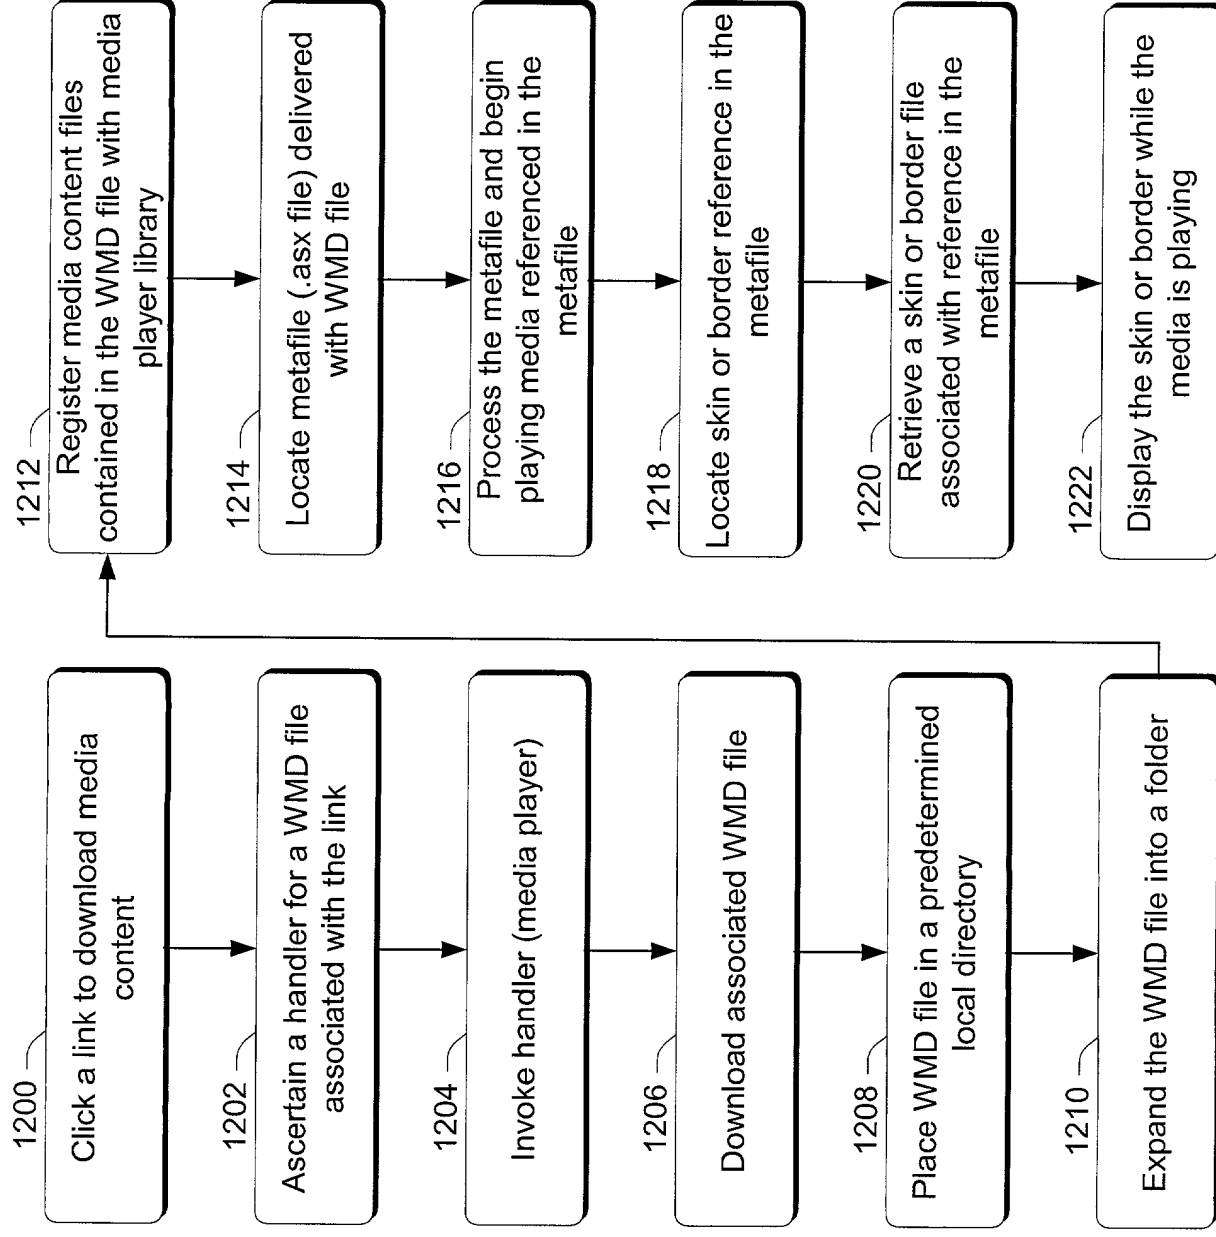 1200
Click a link to download media
content
1202
Ascertain a handler for a WMD file
associated with the link
1204
Invoke handler (media player)
1206
Download associated WMD file
1208
Place WMD file in a predetermined
local directory
1210
Expand the WMD file into a folder
1212
Register media content files
contained in the WMD file with media
player library
1214
Locate metafile (.asx file) delivered
with WMD file
1216
Process the metafile and begin
playing media referenced in the
metafile
1218
Locate skin or border reference in the
metafile
1220
Retrieve a skin or border file
associated with reference in the
metafile
1222
Display the skin or border while the
media is playing